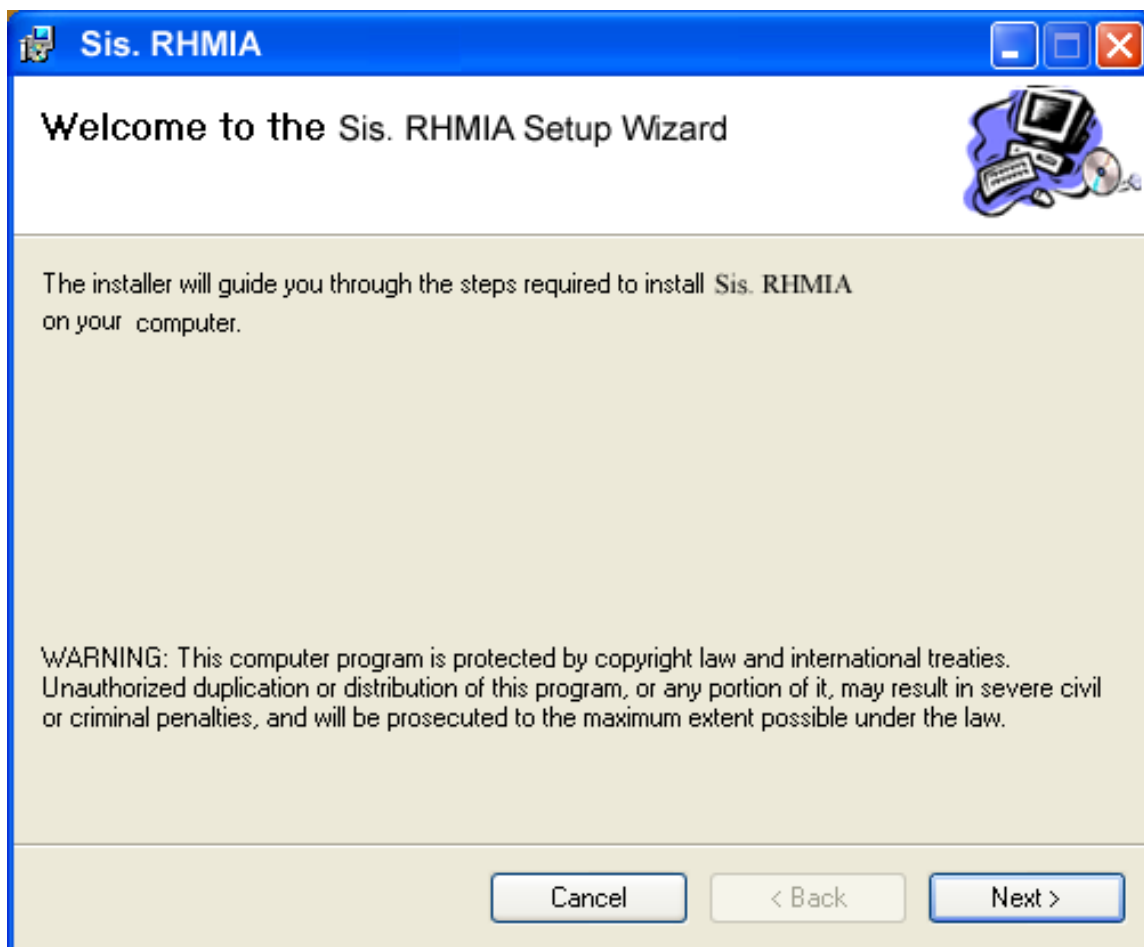 Sis. RHMIA
Welcome to the Sis. RHMIA Setup Wizard
The installer will guide you through the steps required to install Sis. RHMIA
on your computer.
WARNING: This computer program is protected by copyright law and international treaties.
Unauthorized duplication or distribution of this program, or any portion of it, may result in severe civil
or criminal penalties, and will be prosecuted to the maximum extent possible under the law.
Cancel
< Back
Next >